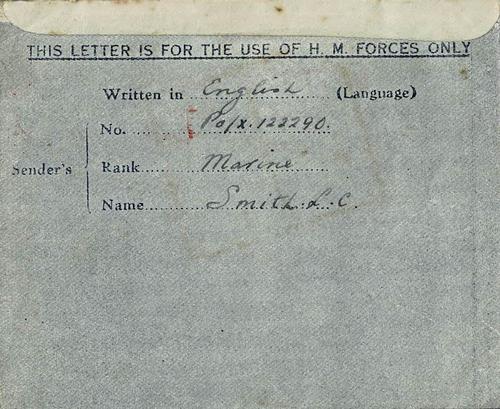 THIS LETTER IS FOR THE USE OF H. M. FORCES ONLY
Written in English (Language)
No. Po/x.122290.
Sender's Rank Marine
Name Smith. L. C.